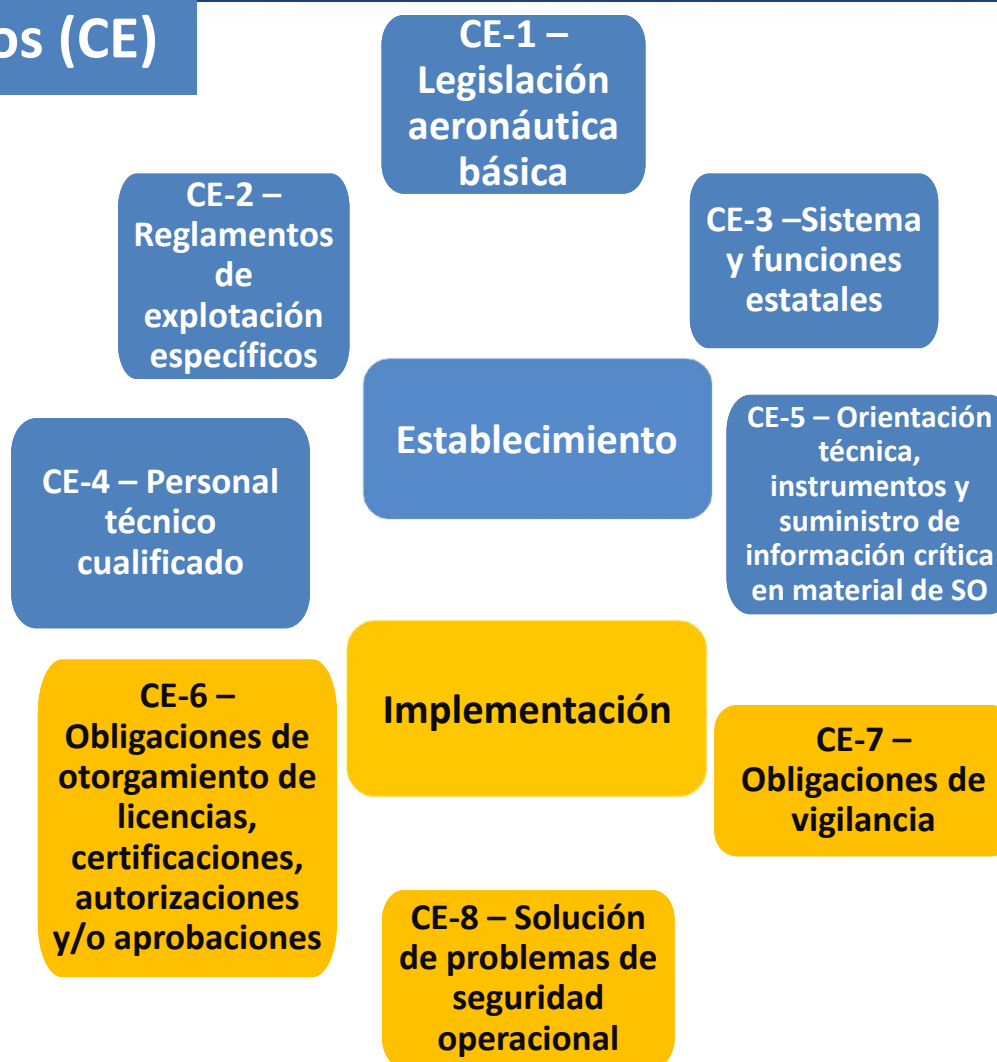 os (CE)
CE-1 –
Legislación
aeronáutica
básica
CE-2 –
Reglamentos
de
explotación
específicos
CE-3 –Sistema
y funciones
estatales
Establecimiento
CE-4 – Personal
técnico
cualificado
CE-5 – Orientación
técnica,
instrumentos y
suministro de
información crítica
en material de SO
Implementación
CE-6 –
Obligaciones de
otorgamiento de
licencias,
certificaciones,
autorizaciones
y/o aprobaciones
CE-7 –
Obligaciones de
vigilancia
CE-8 – Solución
de problemas de
seguridad
operacional